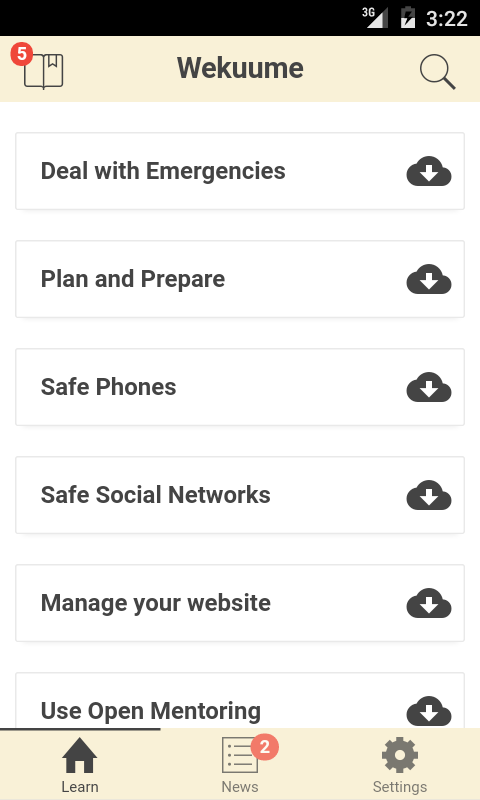 3G 3:22
5 Wekuume
Deal with Emergencies
Plan and Prepare
Safe Phones
Safe Social Networks
Manage your website
Use Open Mentoring
2
Learn News Settings